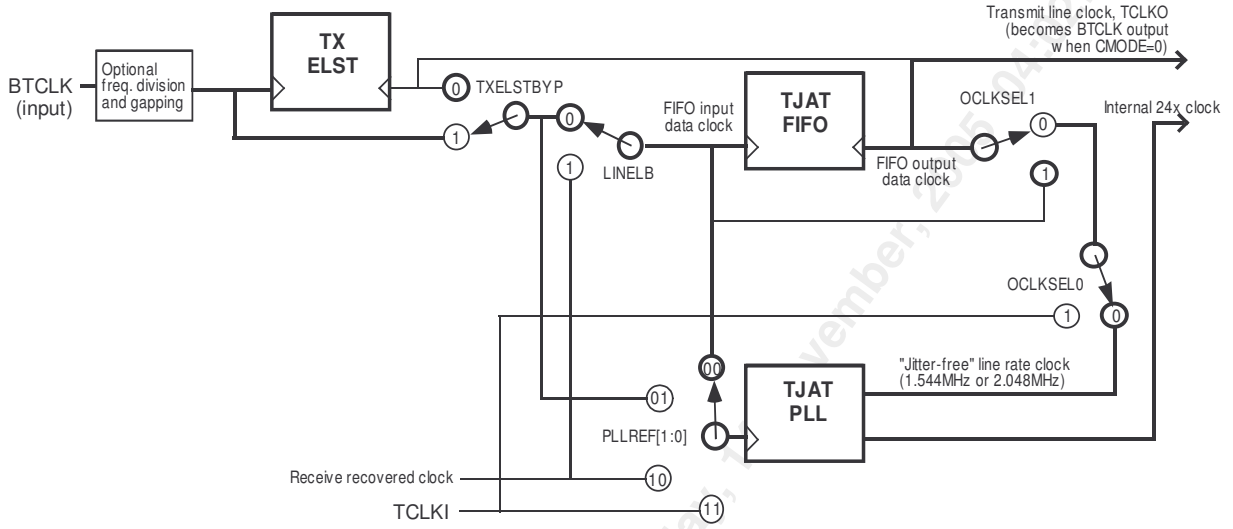 Transmit line clock, TCLKO
(becomes BTCLK output
when CMODE=0)
TX
ELST
BTCLK
(input)
Optional
freq. division
and gapping
0
TXELSTBYP
1
0
1
LINELB
FIFO input
data clock
TJAT
FIFO
FIFO output
data clock
OCLKSEL1
0
1
Internal 24x clock
OCLKSEL0
1
0
00
01
PLLREF[1:0]
TJAT
PLL
"Jitter-free" line rate clock
(1.544MHz or 2.048MHz)
Receive recovered clock
10
TCLKI
11
vember, 2005 04: